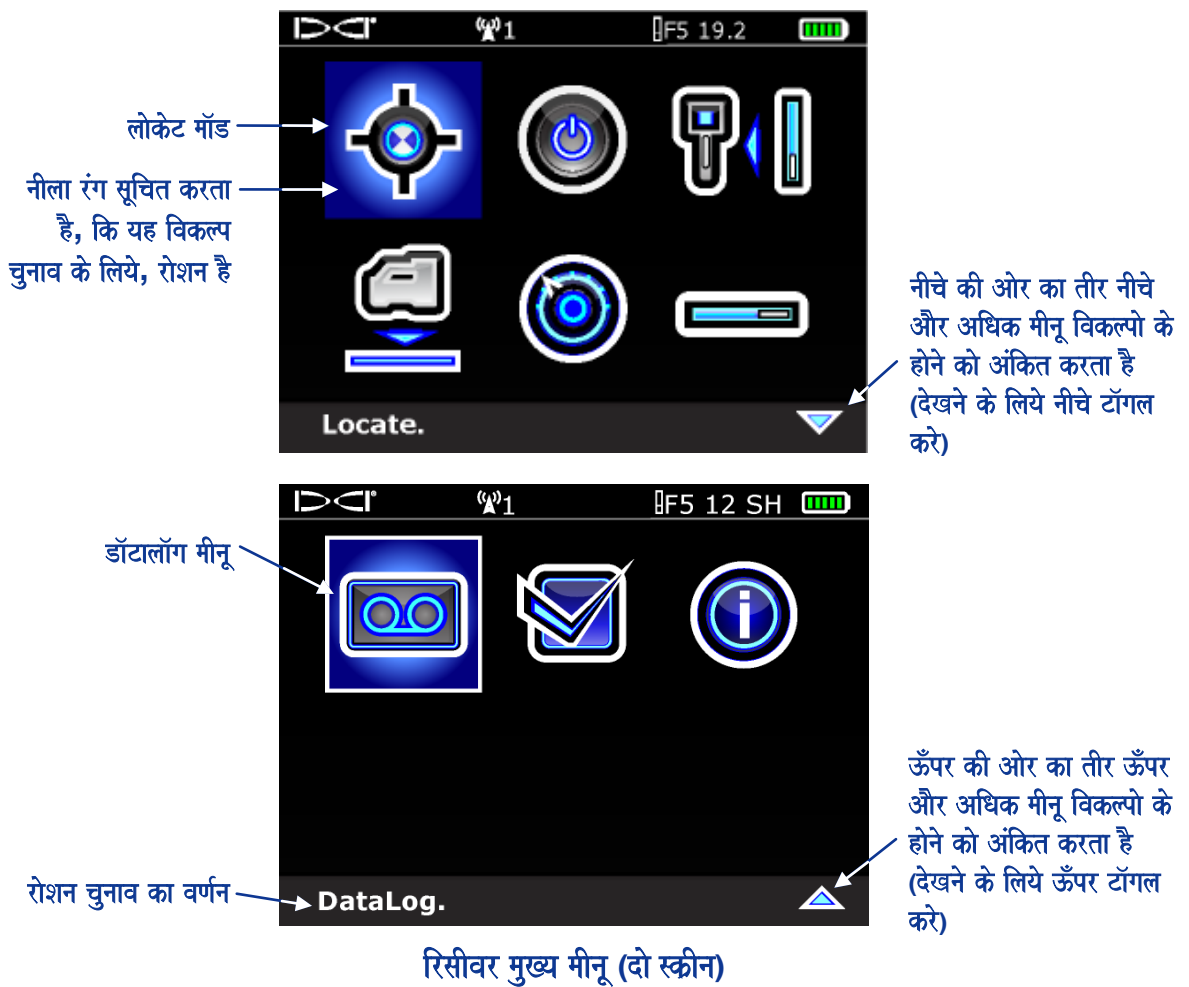 DCI 1 F5 19.2
लोकेट मॉड
नीला रंग सूचित करता
है, कि यह विकल्प
चुनाव के लिये, रोशन है
नीचे की ओर का तीर नीचे
और अधिक मीनू विकल्पो के
होने को अंकित करता है
(देखने के लिये नीचे टॉगल
करे)
Locate.
DCI 1 F5 12 SH
डॉटालॉग मीनू
ऊँपर की ओर का तीर ऊँपर
और अधिक मीनू विकल्पो के
होने को अंकित करता है
(देखने के लिये ऊँपर टॉगल
करे)
रोशन चुनाव का वर्णन
DataLog.
रिसीवर मुख्य मीनू (दो स्क्रीन)